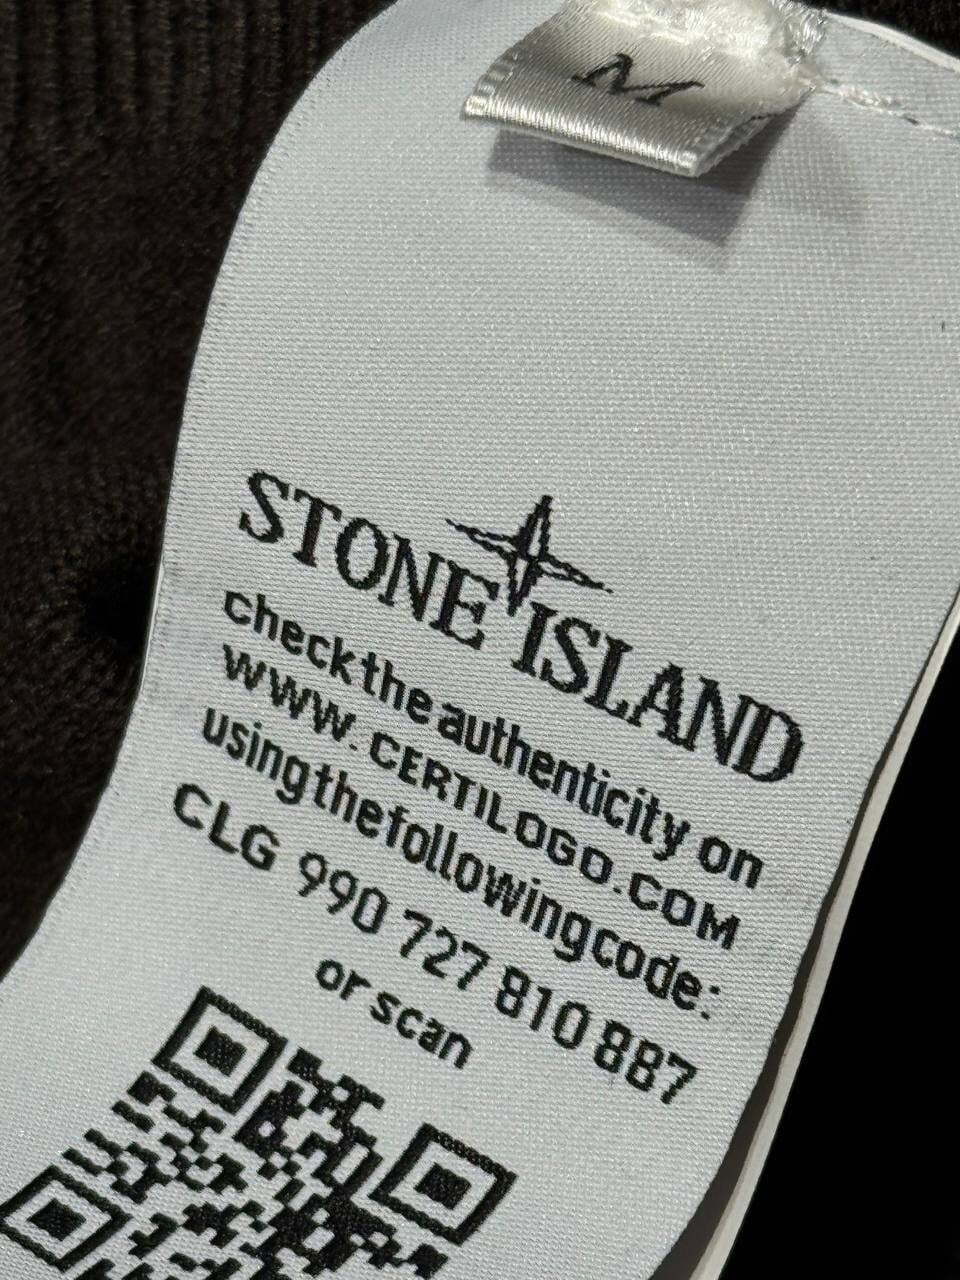 M
STONE ISLAND
check the authenticity on
WWW.CERTILOGO.COM
using the following code:
CLG 990 727 810 887
or scan